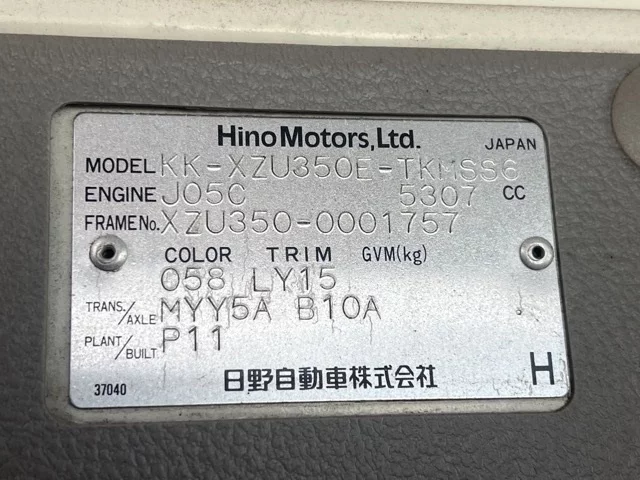 Hino Motors, Ltd. JAPAN
MODEL KK-XZU350E-TKMSS6
ENGINE J05C 5307 CC
FRAME No. XZU350-0001757
COLOR TRIM GVM(kg)
058 LY15
TRANS./AXLE MYY5A B10A
PLANT/BUILT P11
37040 日野自動車株式会社 H